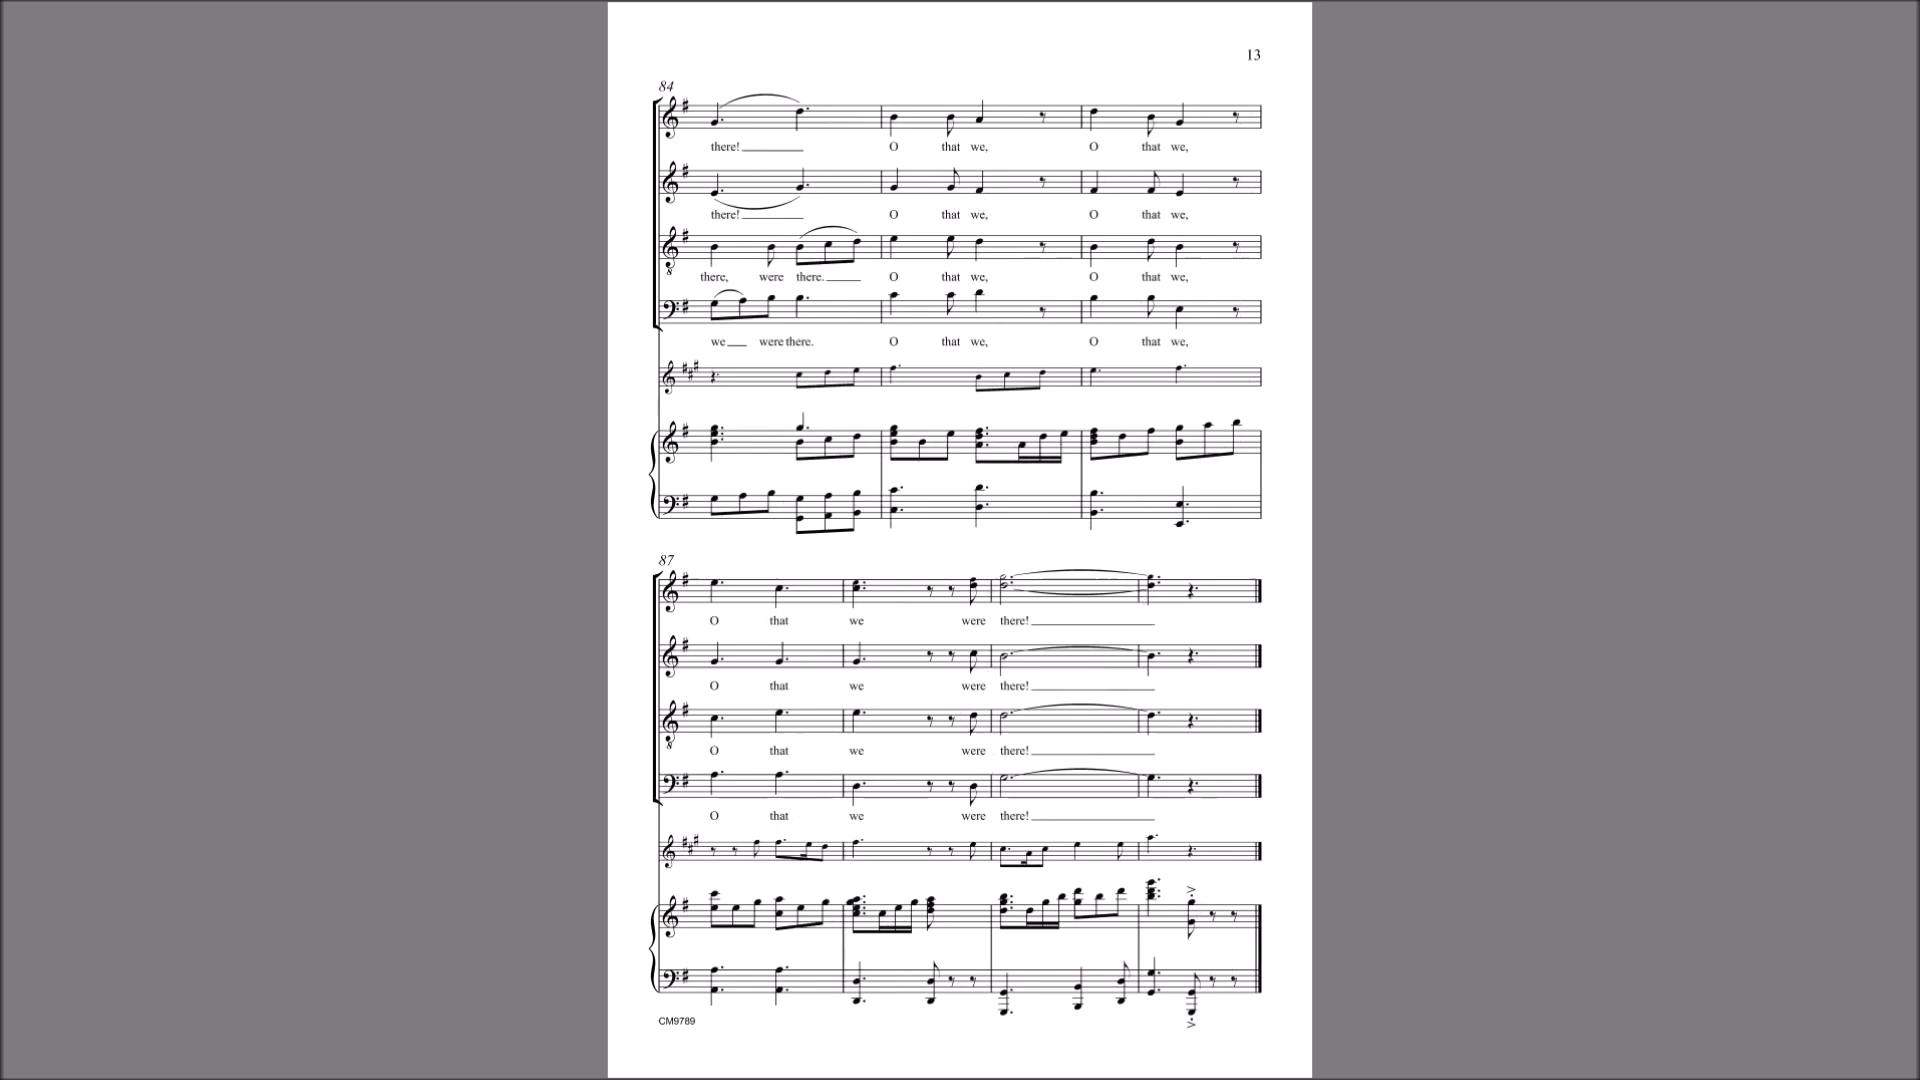 13
84
there!
O that we, O that we,
there!
O that we, O that we,
there, were there. O that we, O that we,
we were there. O that we, O that we,
87
O that we were there!
O that we were there!
O that we were there!
O that we were there!
CM9789